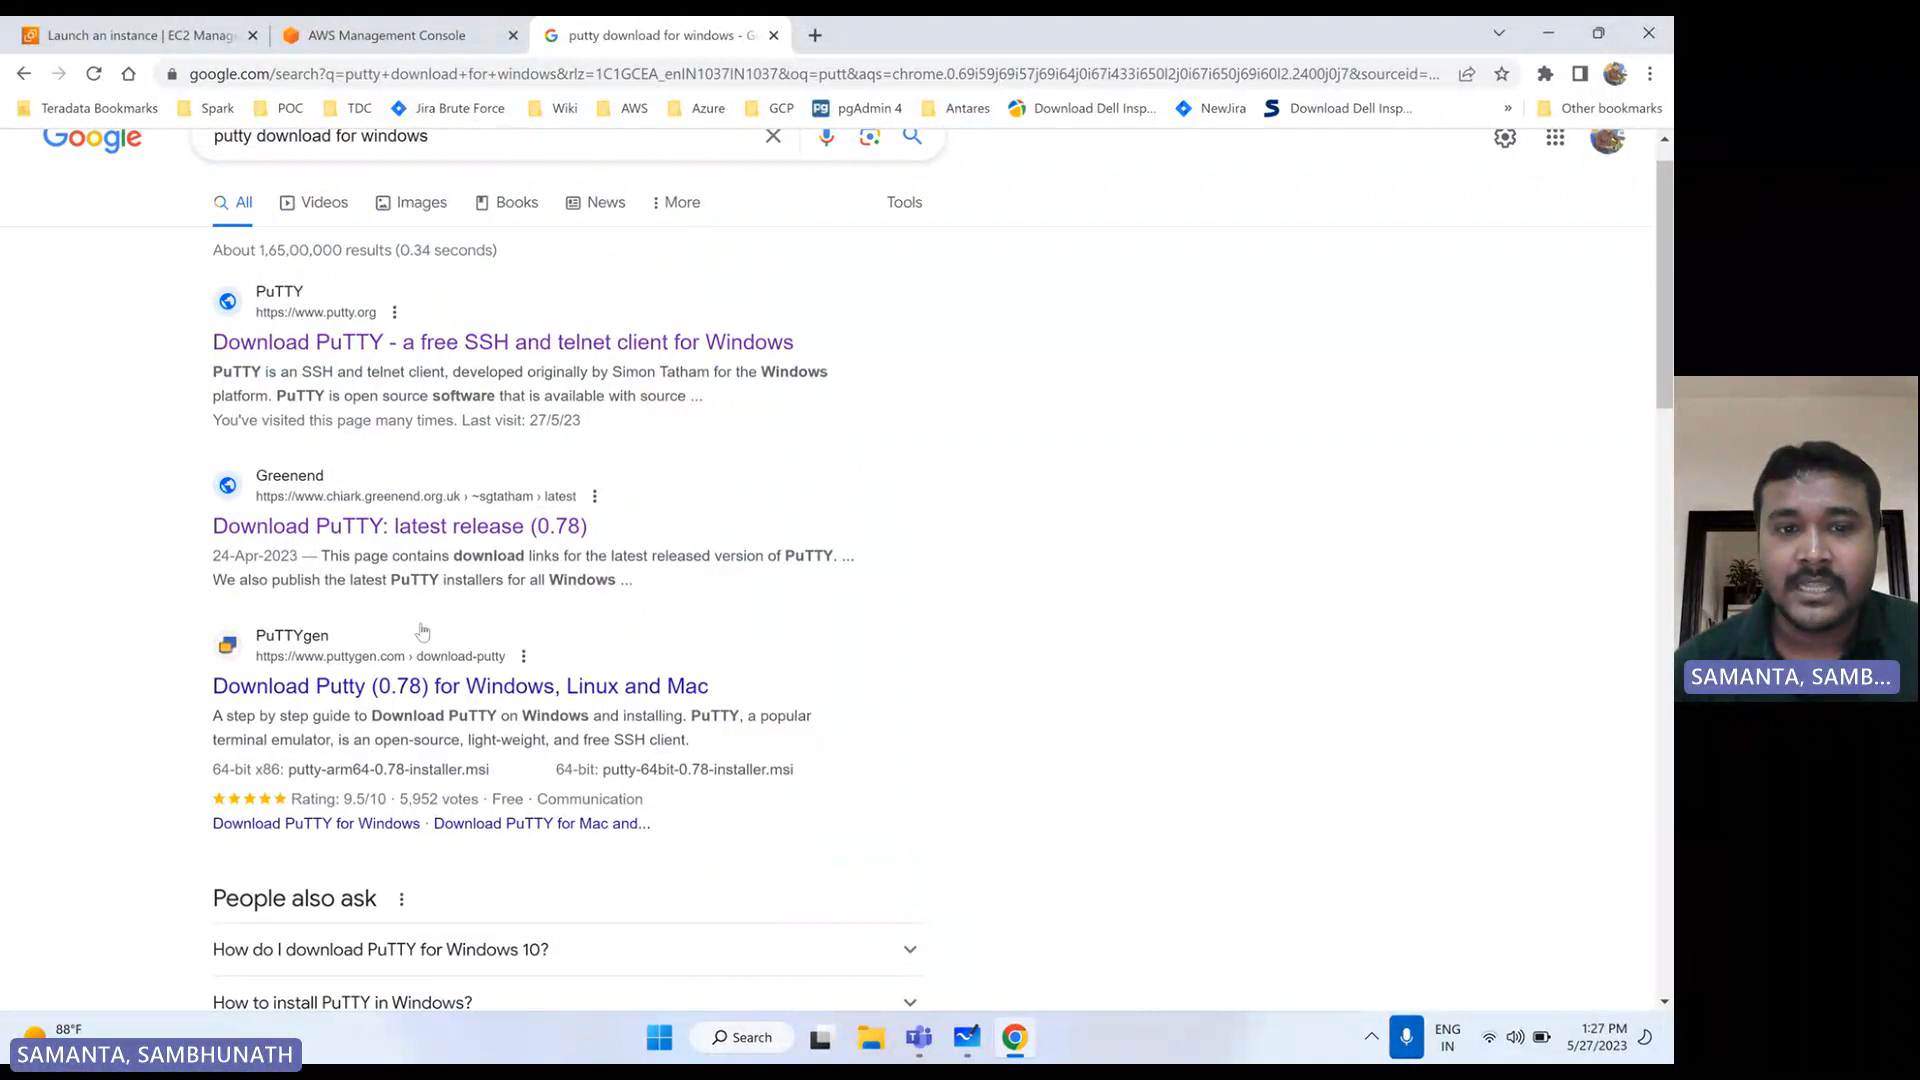 Launch an instance | EC2 Manag
AWS Management Console
putty download for windows - G
google.com/search?q=putty+download+for+windows&rlz=1C1GCEA_enIN1037IN1037&oq=putt&aqs=chrome.0.69i59j69i57j69i64j0i67i433i650l2j0i67i650j69i60l2.2400j0j7&sourceid=...
Teradata Bookmarks
Spark
POC
TDC
Jira Brute Force
Wiki
AWS
Azure
GCP
pgAdmin 4
Antares
Download Dell Insp...
NewJira
Download Dell Insp...
»
Other bookmarks
Google
putty download for windows
All
Videos
Images
Books
News
More
Tools
About 1,65,00,000 results (0.34 seconds)
PuTTY
https://www.putty.org
Download PuTTY - a free SSH and telnet client for Windows
PuTTY is an SSH and telnet client, developed originally by Simon Tatham for the Windows
platform. PuTTY is open source software that is available with source ...
You've visited this page many times. Last visit: 27/5/23
Greenend
https://www.chiark.greenend.org.uk › ~sgtatham › latest
Download PuTTY: latest release (0.78)
24-Apr-2023 — This page contains download links for the latest released version of PuTTY. ...
We also publish the latest PuTTY installers for all Windows ...
PuTTYgen
https://www.puttygen.com › download-putty
Download Putty (0.78) for Windows, Linux and Mac
A step by step guide to Download PuTTY on Windows and installing. PuTTY, a popular
terminal emulator, is an open-source, light-weight, and free SSH client.
64-bit x86: putty-arm64-0.78-installer.msi
64-bit: putty-64bit-0.78-installer.msi
Rating: 9.5/10 · 5,952 votes · Free · Communication
Download PuTTY for Windows · Download PuTTY for Mac and...
People also ask
How do I download PuTTY for Windows 10?
How to install PuTTY in Windows?
SAMANTA, SAMB...
88°F
Search
ENG
IN
1:27 PM
5/27/2023
SAMANTA, SAMBHUNATH